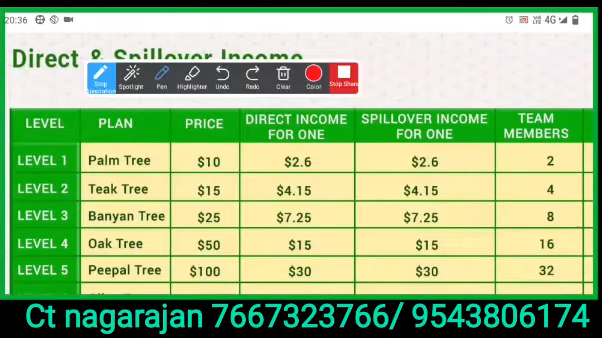 20:36
4G
Direct & Spillover Income
Stop Annotation Spotlight Pen Highlighter Undo Redo Clear Color Stop Share
LEVEL PLAN PRICE DIRECT INCOME FOR ONE SPILLOVER INCOME FOR ONE TEAM MEMBERS
LEVEL 1 Palm Tree $10 $2.6 $2.6 2
LEVEL 2 Teak Tree $15 $4.15 $4.15 4
LEVEL 3 Banyan Tree $25 $7.25 $7.25 8
LEVEL 4 Oak Tree $50 $15 $15 16
LEVEL 5 Peepal Tree $100 $30 $30 32
Ct nagarajan 7667323766/ 9543806174